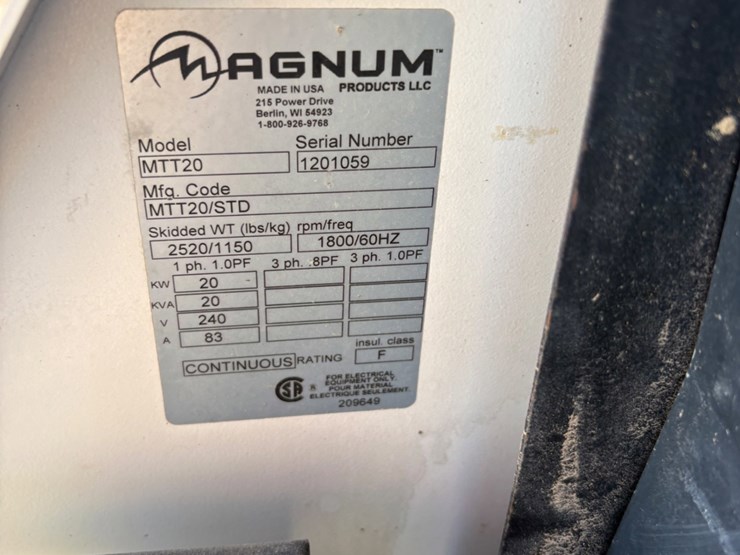 MAGNUM™
MADE IN USA PRODUCTS LLC
215 Power Drive
Berlin, WI 54923
1-800-926-9768
Model Serial Number
MTT20 1201059
Mfg. Code
MTT20/STD
Skidded WT (lbs/kg) rpm/freq
2520/1150 1800/60HZ
1 ph. 1.0PF 3 ph. .8PF 3 ph. 1.0PF
KW 20
KVA 20
V 240
A 83
insul. class
CONTINUOUS RATING F
FOR ELECTRICAL
EQUIPMENT ONLY.
POUR MATERIAL
ELECTRIQUE SEULEMENT.
209649